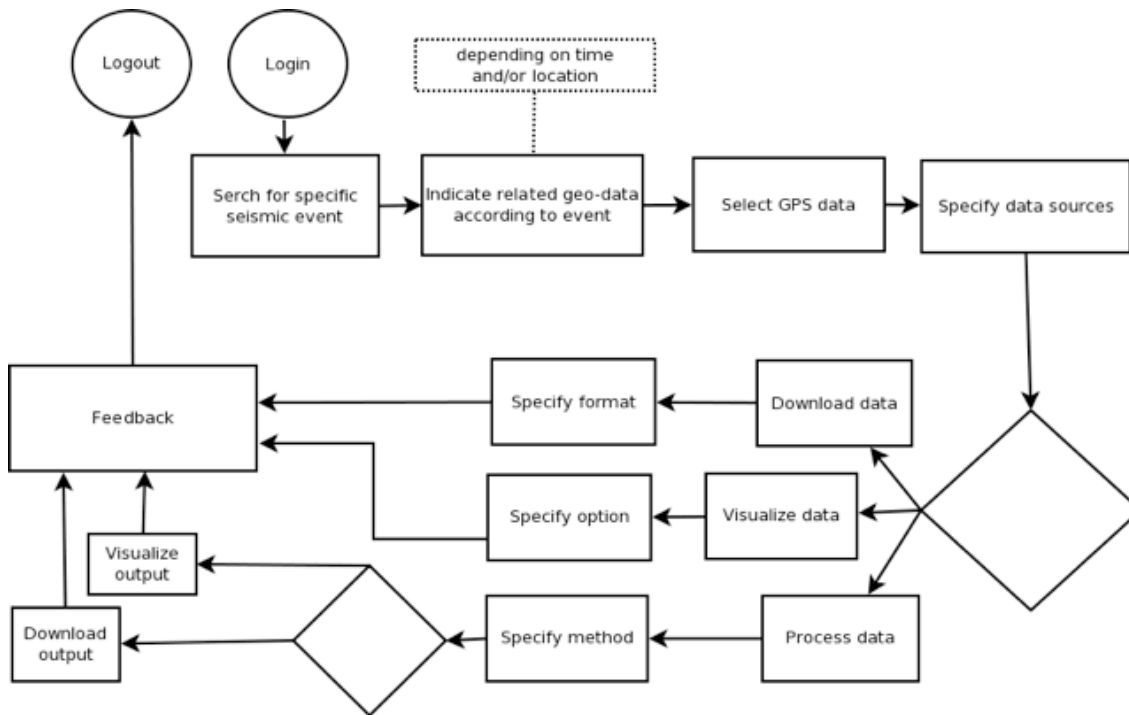 Logout
Login
depending on time
and/or location
Serch for specific
seismic event
Indicate related geo-data
according to event
Select GPS data
Specify data sources
Feedback
Specify format
Download data
Specify option
Visualize data
Visualize
output
Download
output
Specify method
Process data